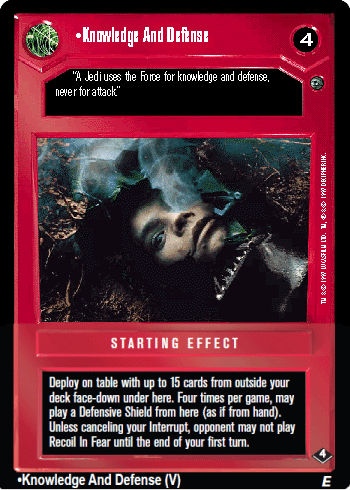 •Knowledge And Defense
4
"A Jedi uses the Force for knowledge and defense,
never for attack."
STARTING EFFECT
Deploy on table with up to 15 cards from outside your
deck face-down under here. Four times per game, may
play a Defensive Shield from here (as if from hand).
Unless canceling your Interrupt, opponent may not play
Recoil In Fear until the end of your first turn.
4
•Knowledge And Defense (V)
E